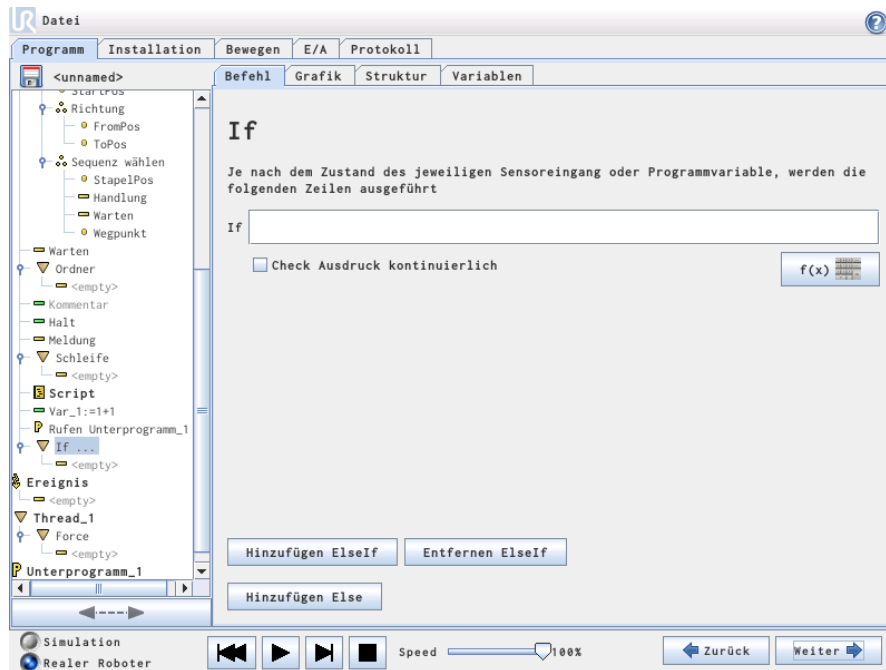 UR Datei
Programm Installation Bewegen E/A Protokoll
<unnamed>
Befehl Grafik Struktur Variablen
StartPos
Richtung
FromPos
ToPos
Sequenz wählen
StapelPos
Handlung
Warten
Wegpunkt
Warten
Ordner
<empty>
Kommentar
Halt
Meldung
Schleife
<empty>
Script
Var_1:=1+1
Rufen Unterprogramm_1
If ...
<empty>
Ereignis
<empty>
Thread_1
Force
<empty>
Unterprogramm_1
If
Je nach dem Zustand des jeweiligen Sensoreingang oder Programmvariable, werden die
folgenden Zeilen ausgeführt
If
Check Ausdruck kontinuierlich
f(x)
Hinzufügen ElseIf Entfernen ElseIf
Hinzufügen Else
Simulation
Realer Roboter
Speed 100%
Zurück Weiter